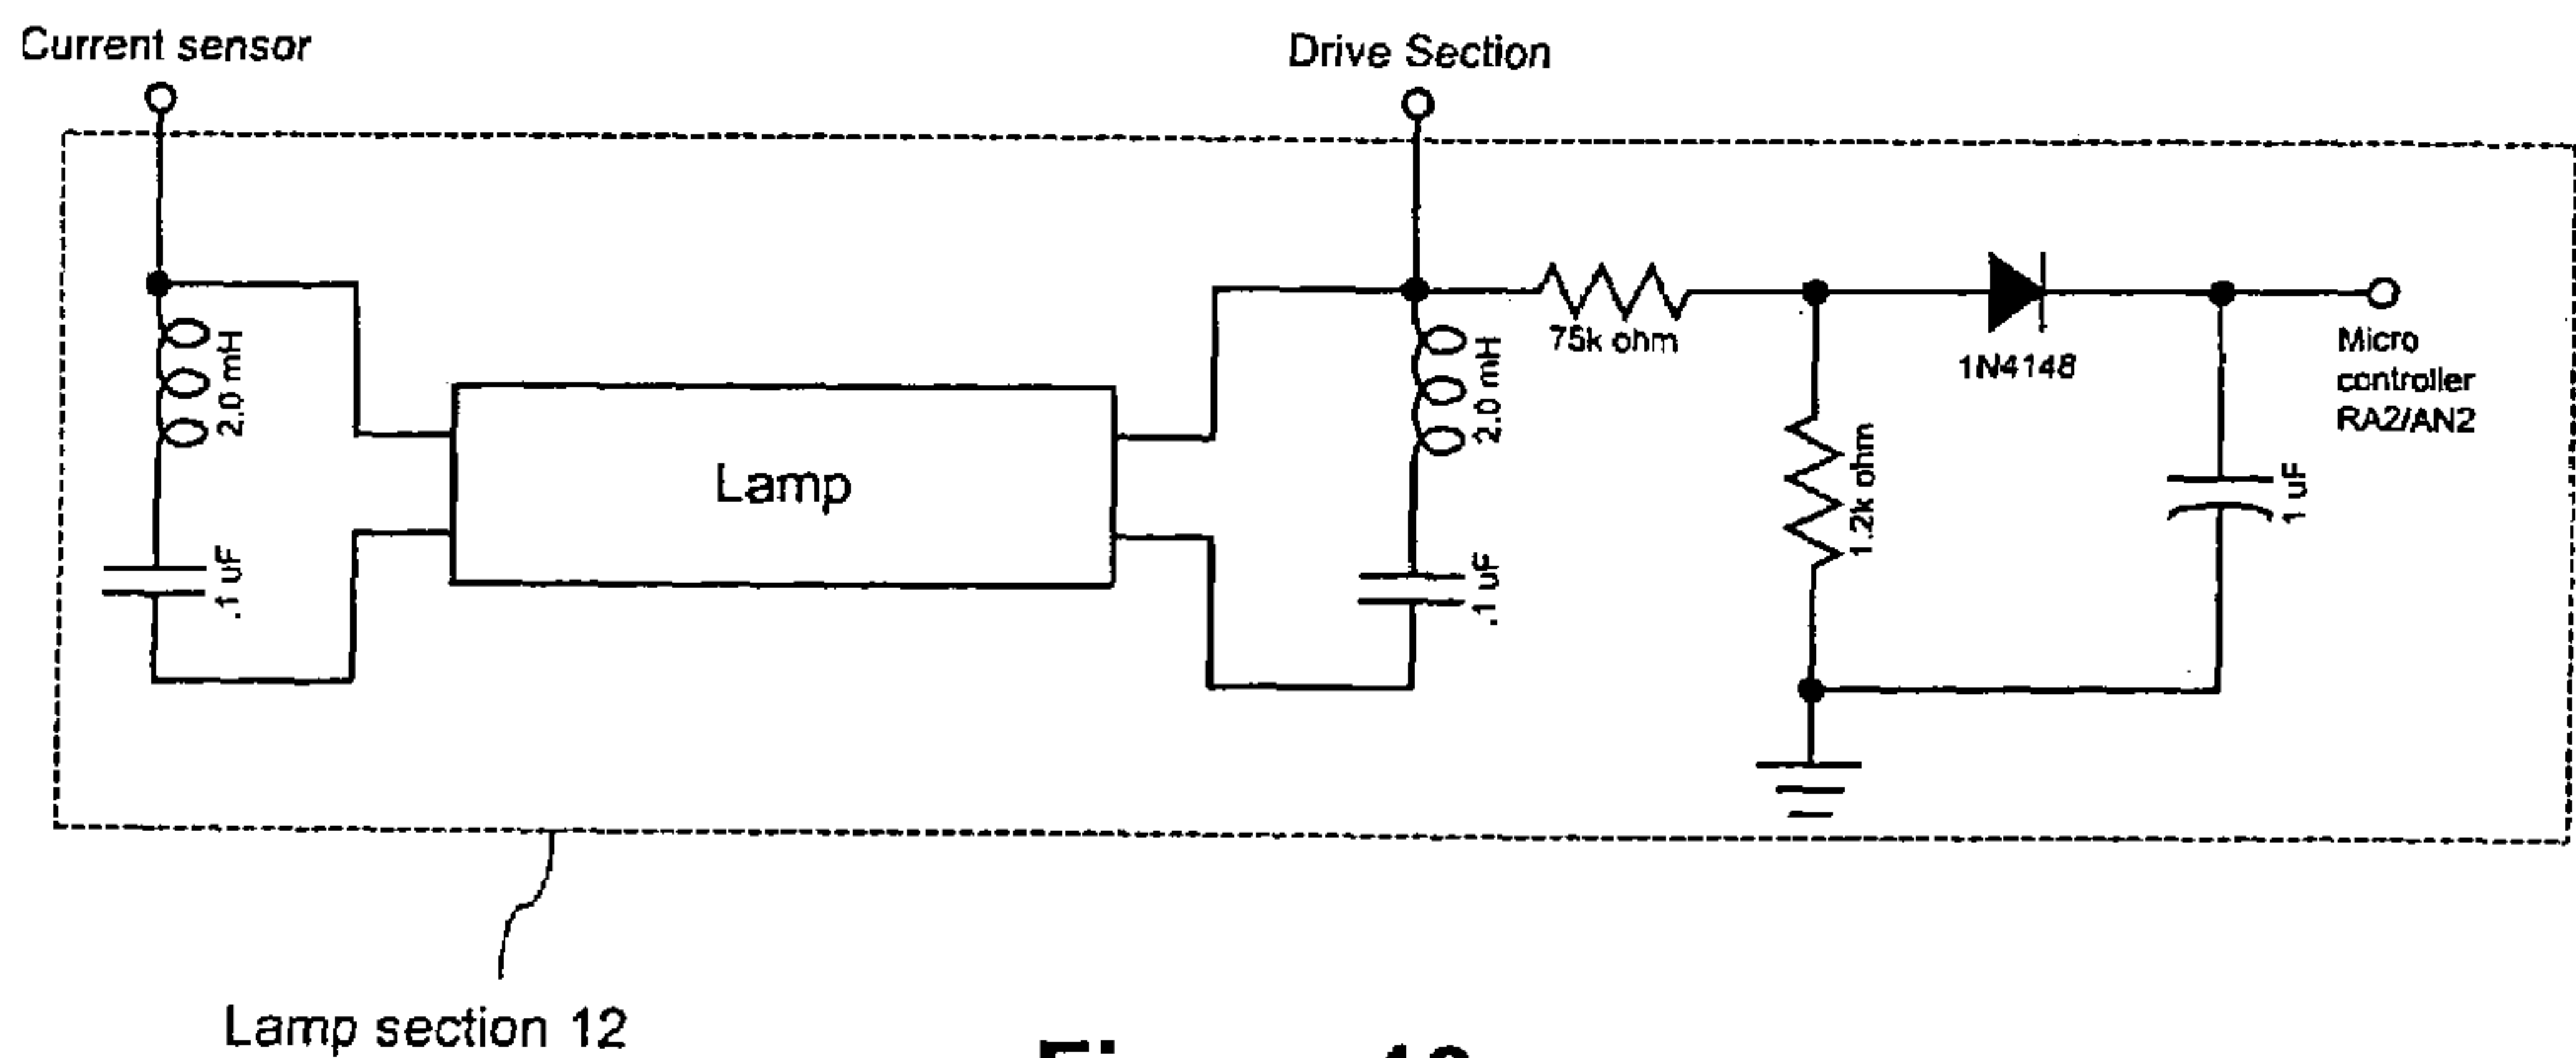 Current sensor
Drive Section
2.0 mH
.1 uF
Lamp
2.0 mH
.1 uF
75k ohm
1.2k ohm
1N4148
1 uF
Micro
controller
RA2/AN2
Lamp section 12